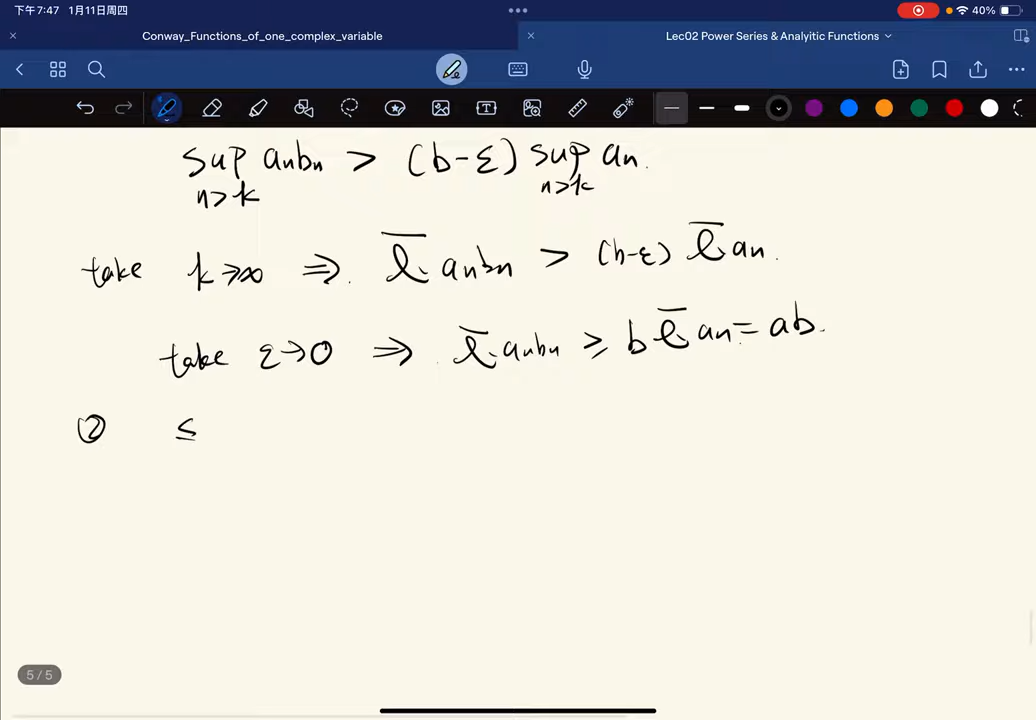 下午7:47 1月11日周四
40%
Conway_Functions_of_one_complex_variable
Lec02 Power Series & Analyitic Functions
sup anbn > (b-ε) sup an.
n>k n>k
take k→∞ ⇒ l̅ anbn > (b-ε) l̅ an.
take ε→0 ⇒ l̅ anbn ≥ b l̅ an = ab.
② ≤
5 / 5